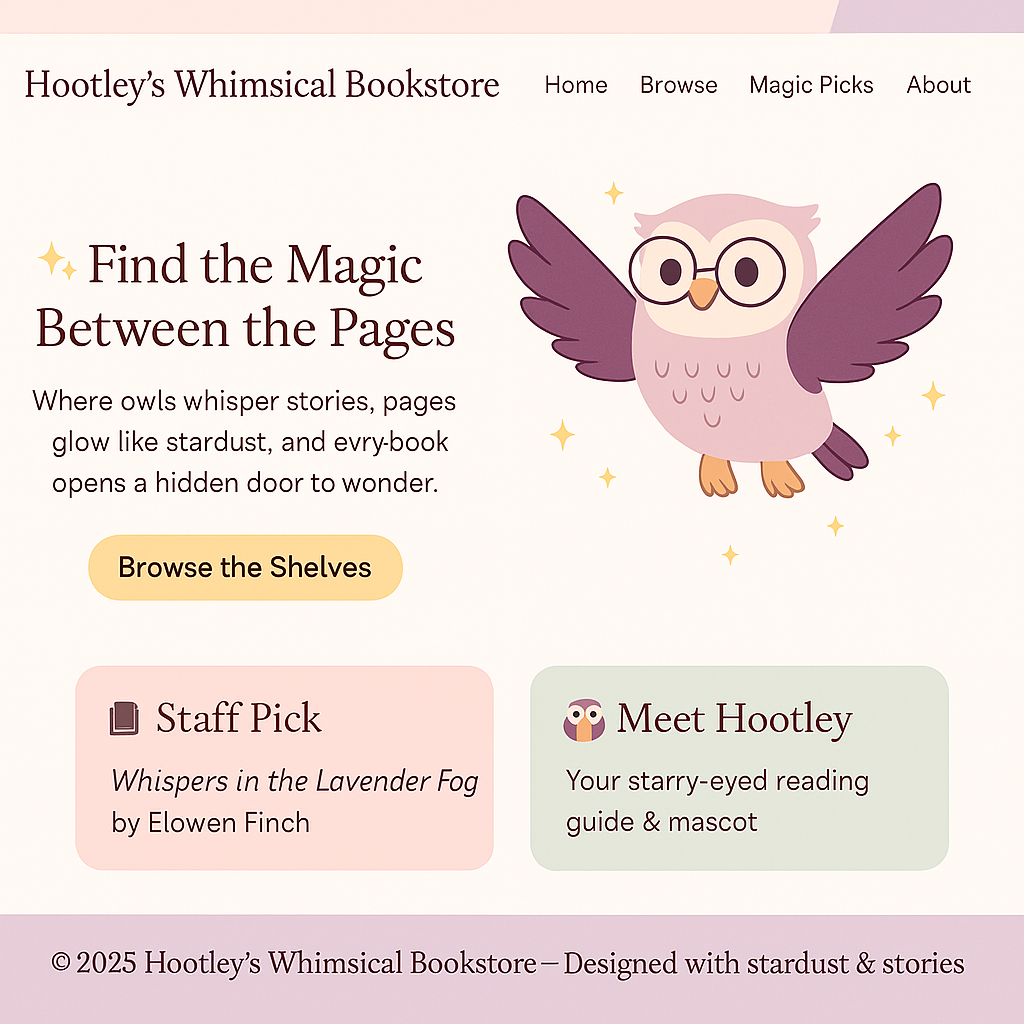 Hootley's Whimsical Bookstore
Home Browse Magic Picks About
Find the Magic
Between the Pages
Where owls whisper stories, pages
glow like stardust, and evry-book
opens a hidden door to wonder.
Browse the Shelves
Staff Pick
Whispers in the Lavender Fog
by Elowen Finch
Meet Hootley
Your starry-eyed reading
guide & mascot
© 2025 Hootley's Whimsical Bookstore—Designed with stardust & stories